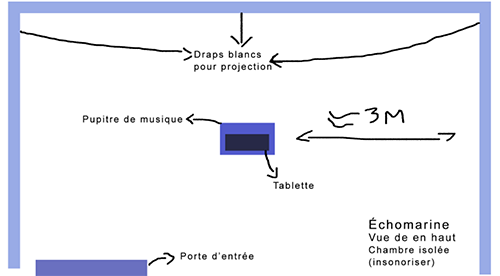 Draps blancs
pour projection
Pupitre de musique
≈ 3M
Tablette
Échomarine
Vue de en haut
Chambre isolée
(insonoriser)
Porte d'entrée